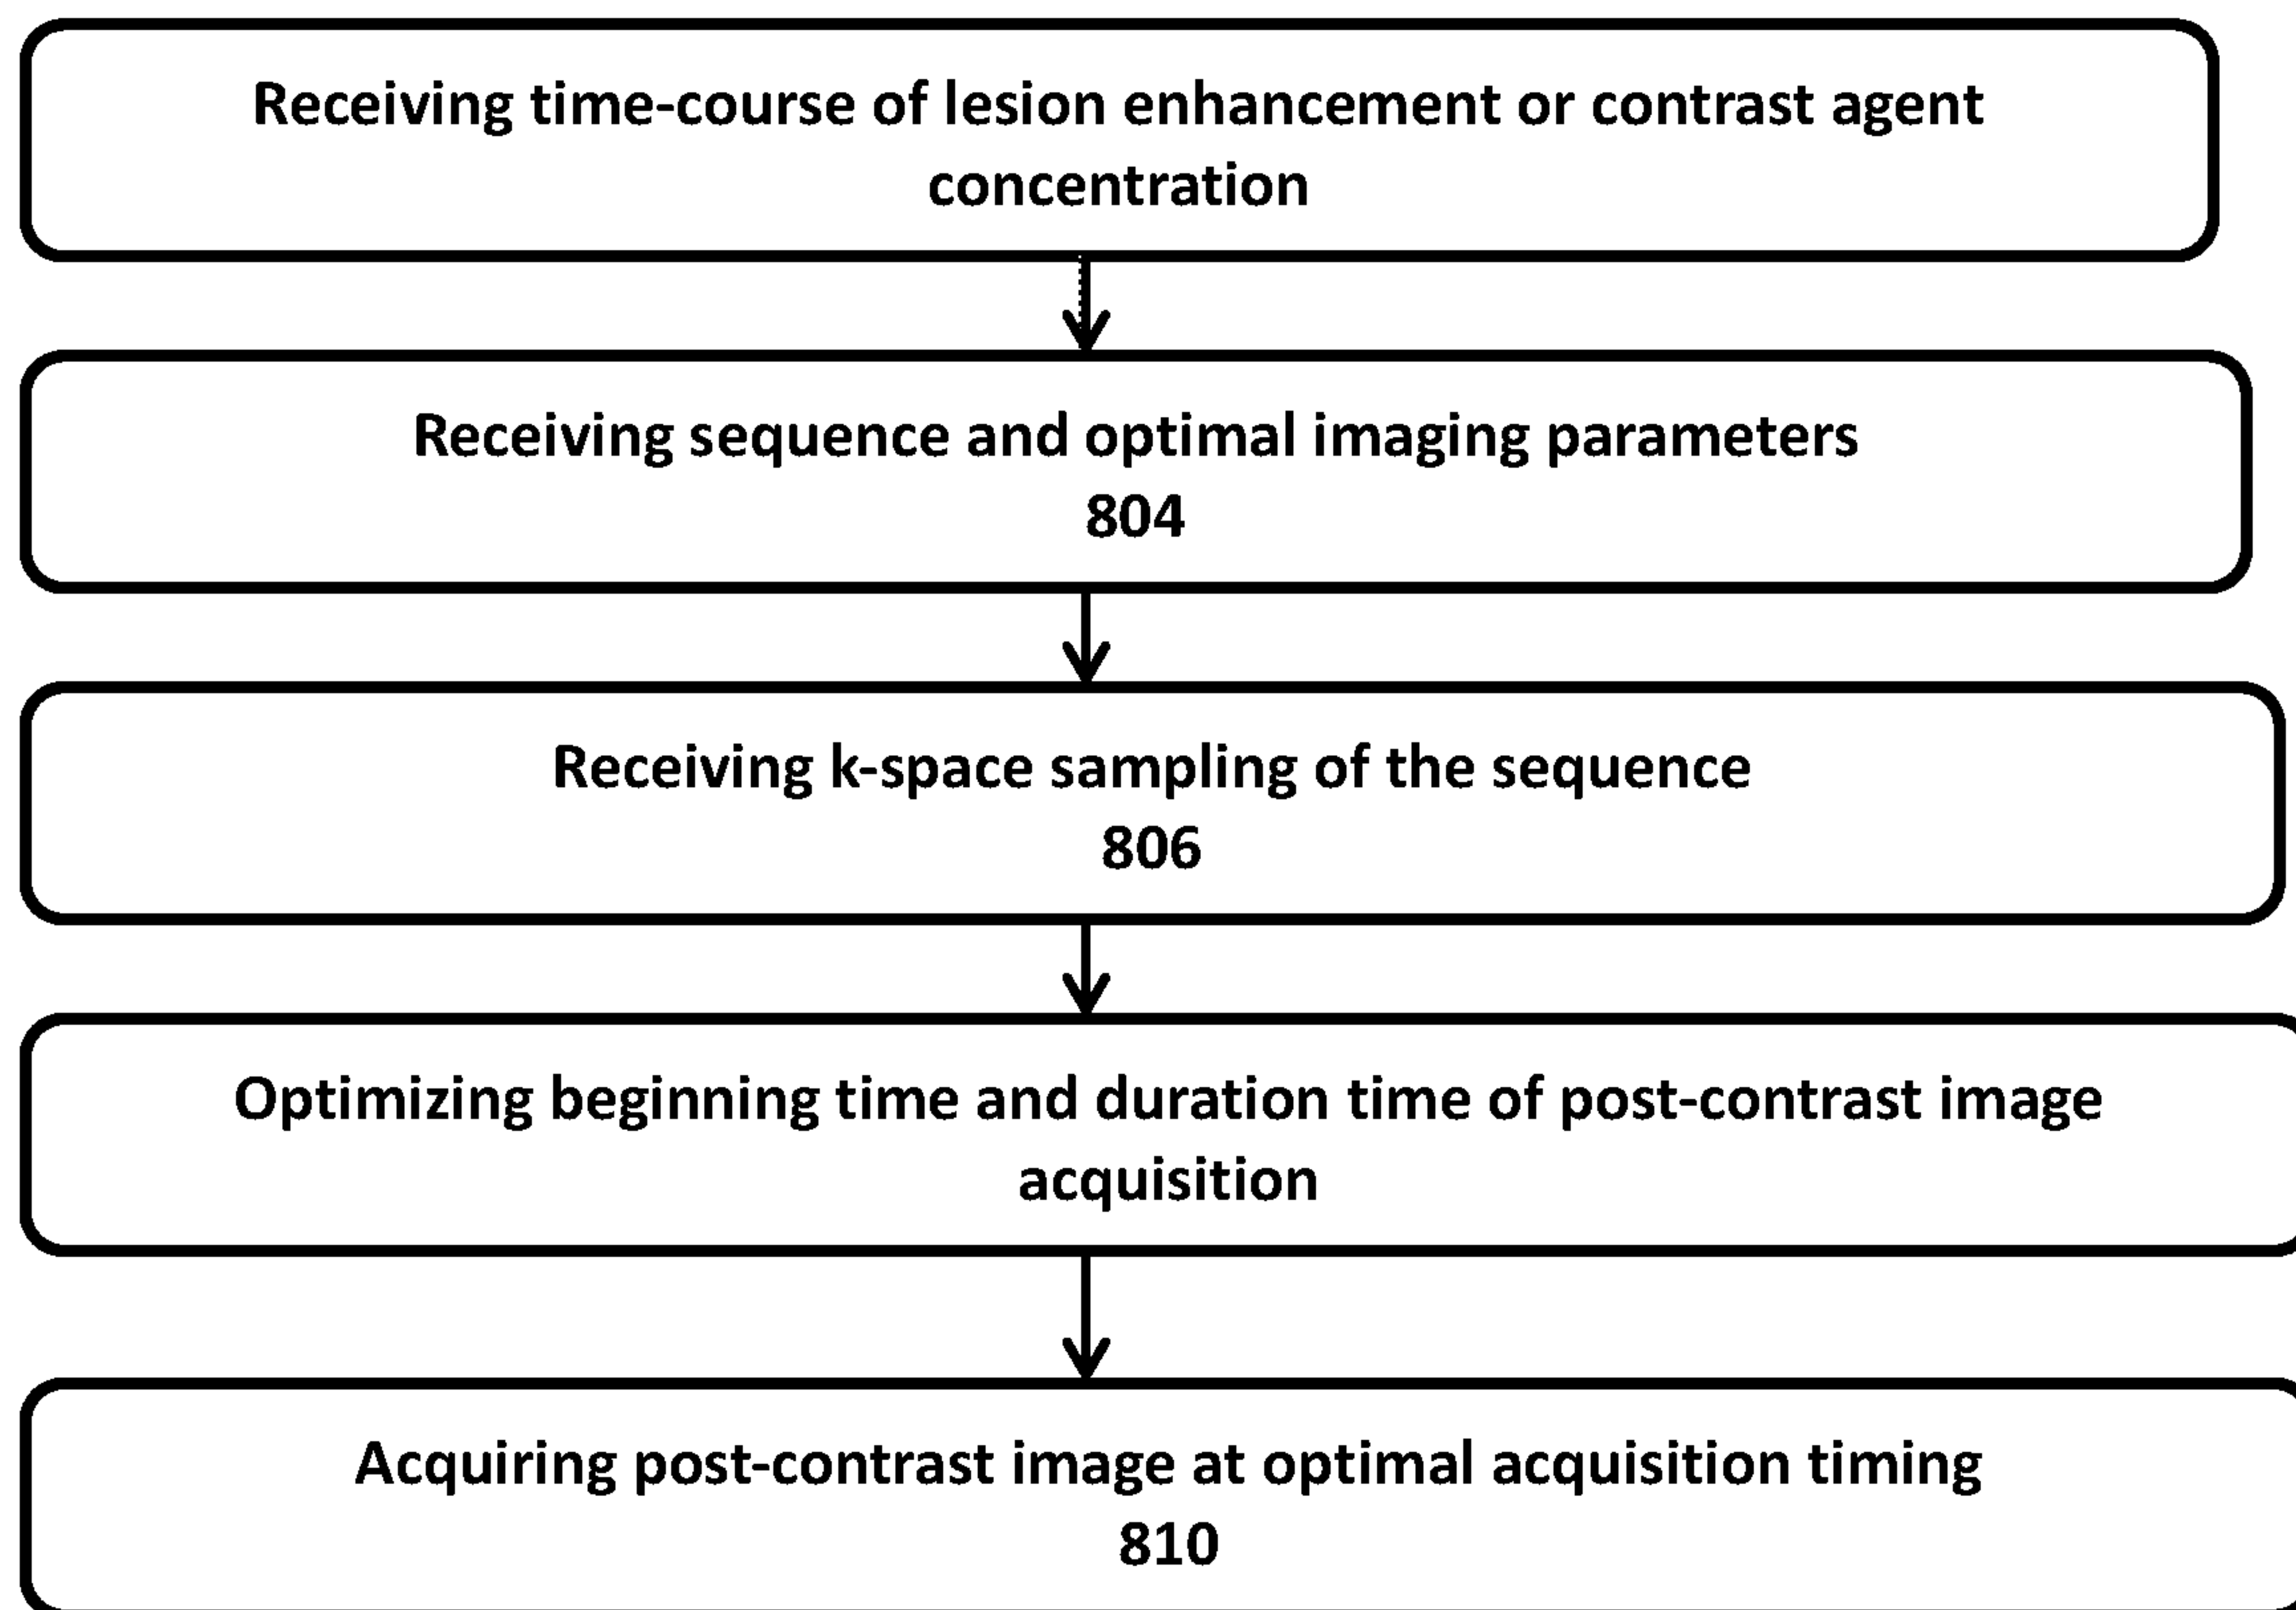 Receiving time-course of lesion enhancement or contrast agent
concentration
Receiving sequence and optimal imaging parameters
804
Receiving k-space sampling of the sequence
806
Optimizing beginning time and duration time of post-contrast image
acquisition
Acquiring post-contrast image at optimal acquisition timing
810